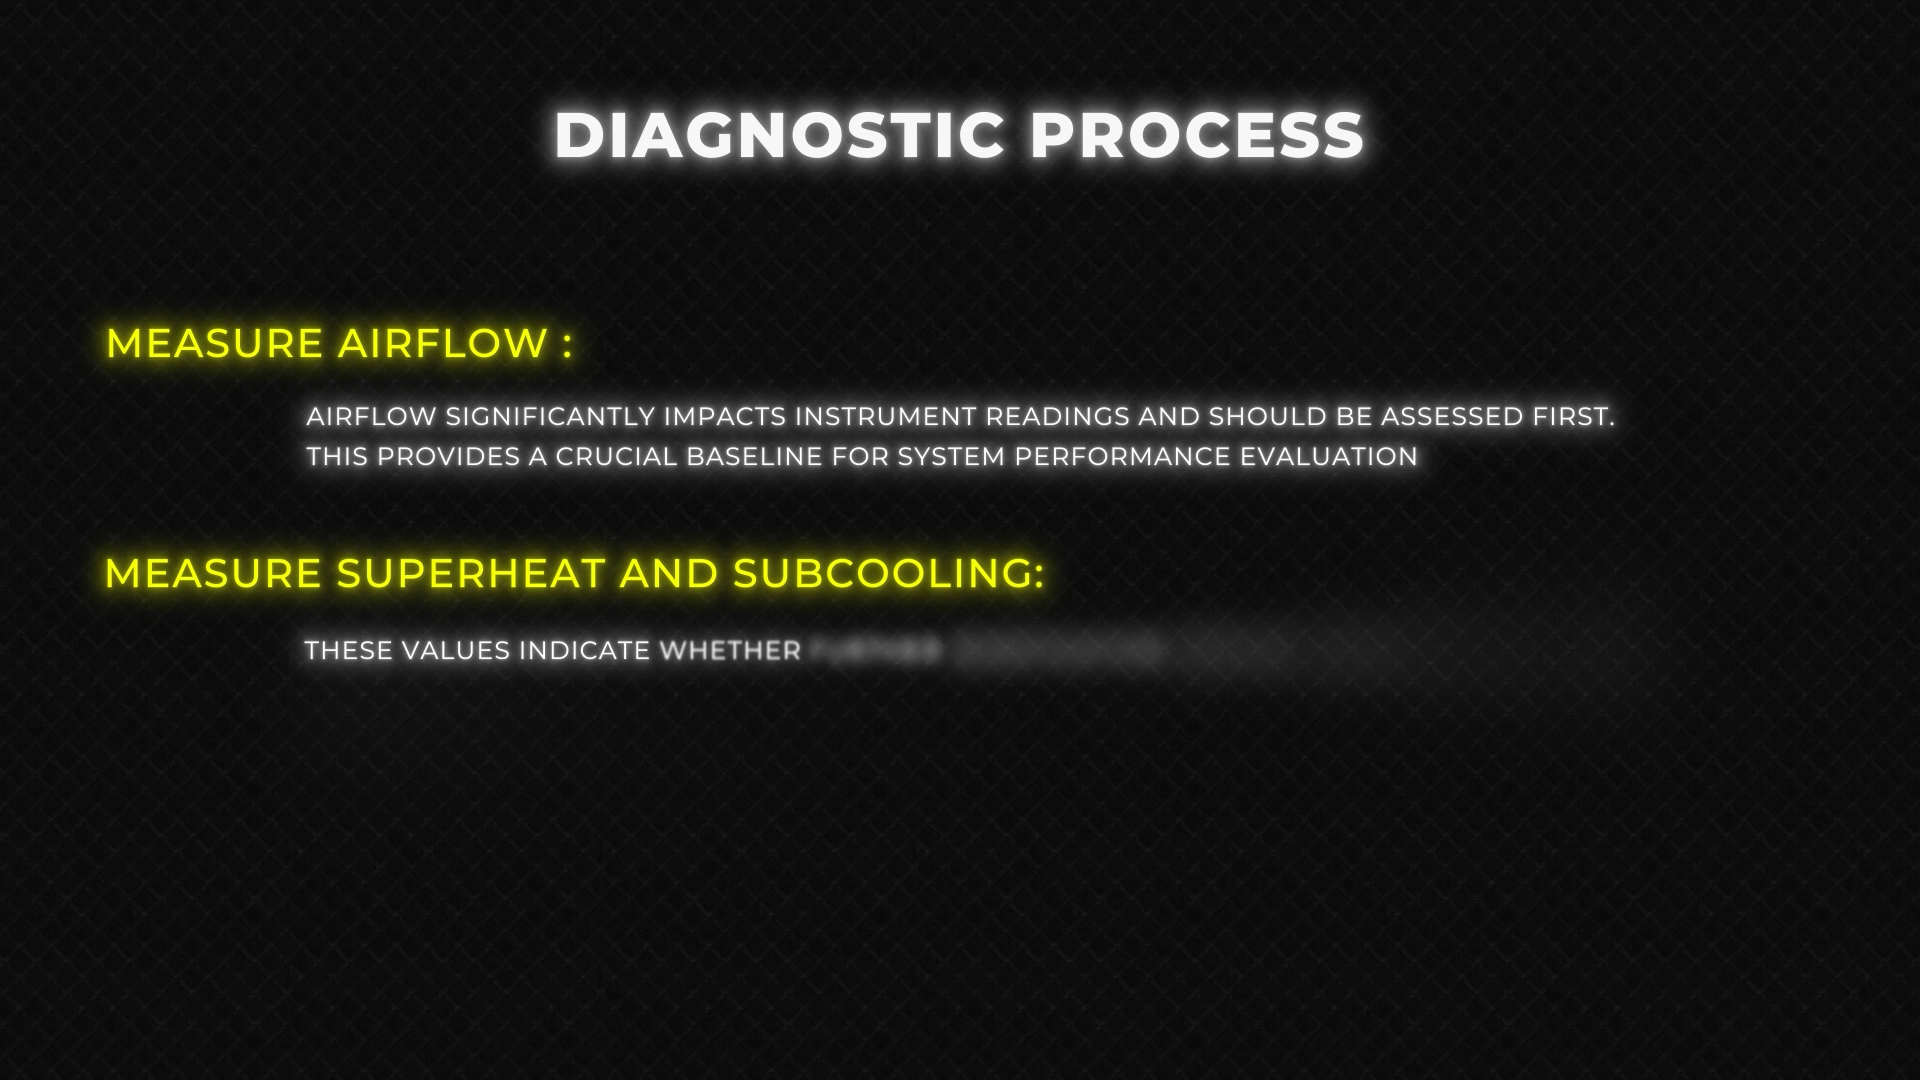 DIAGNOSTIC PROCESS
MEASURE AIRFLOW :
AIRFLOW SIGNIFICANTLY IMPACTS INSTRUMENT READINGS AND SHOULD BE ASSESSED FIRST.
THIS PROVIDES A CRUCIAL BASELINE FOR SYSTEM PERFORMANCE EVALUATION
MEASURE SUPERHEAT AND SUBCOOLING:
THESE VALUES INDICATE WHETHER